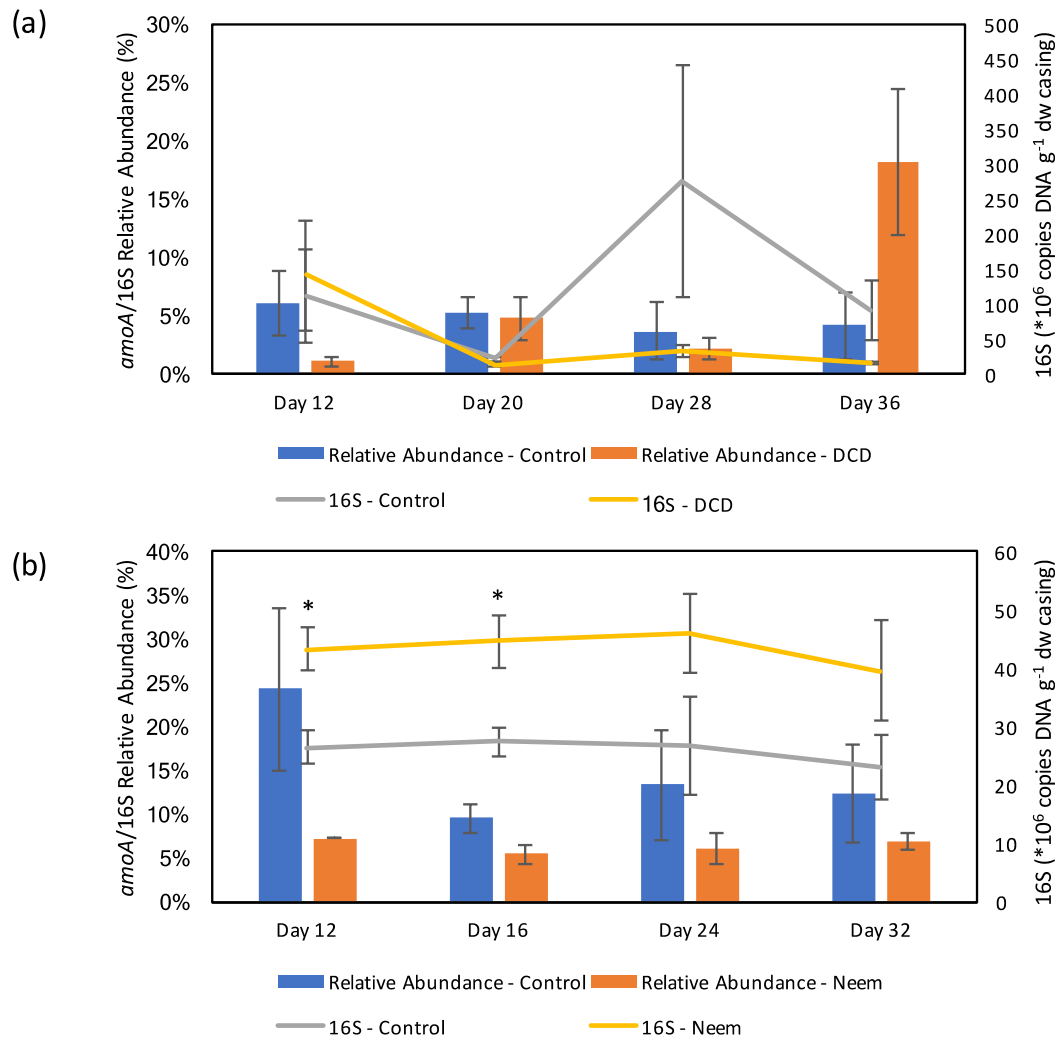 (a)
amoA/16S Relative Abundance (%)
30%
25%
20%
15%
10%
5%
0%
500
450
400
350
300
250
200
150
100
50
0
16S (*10⁶ copies DNA g⁻¹ dw casing)
Day 12 Day 20 Day 28 Day 36
Relative Abundance - Control Relative Abundance - DCD
16S - Control 16S - DCD
(b)
amoA/16S Relative Abundance (%)
40%
35%
30%
25%
20%
15%
10%
5%
0%
* *
60
50
40
30
20
10
0
16S (*10⁶ copies DNA g⁻¹ dw casing)
Day 12 Day 16 Day 24 Day 32
Relative Abundance - Control Relative Abundance - Neem
16S - Control 16S - Neem